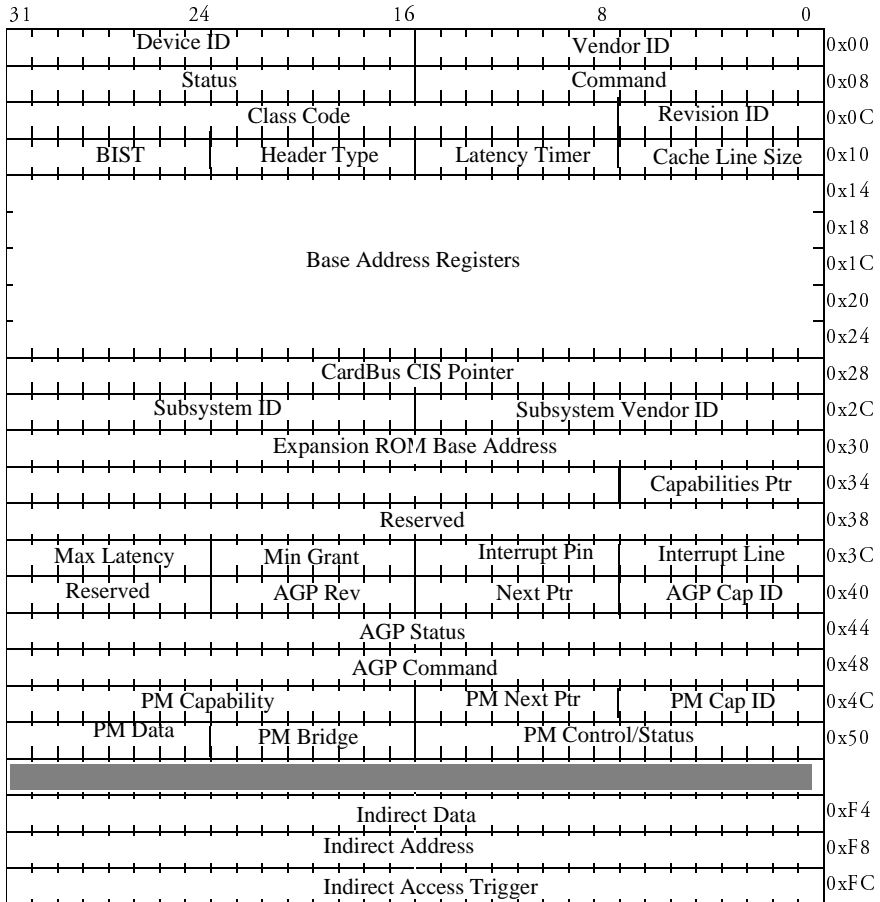 31 24 16 8 0
Device ID Vendor ID 0x00
Status Command 0x08
Class Code Revision ID 0x0C
BIST Header Type Latency Timer Cache Line Size 0x10
0x14
0x18
Base Address Registers 0x1C
0x20
0x24
CardBus CIS Pointer 0x28
Subsystem ID Subsystem Vendor ID 0x2C
Expansion ROM Base Address 0x30
Capabilities Ptr 0x34
Reserved 0x38
Max Latency Min Grant Interrupt Pin Interrupt Line 0x3C
Reserved AGP Rev Next Ptr AGP Cap ID 0x40
AGP Status 0x44
AGP Command 0x48
PM Capability PM Next Ptr PM Cap ID 0x4C
PM Data PM Bridge PM Control/Status 0x50
Indirect Data 0xF4
Indirect Address 0xF8
Indirect Access Trigger 0xFC